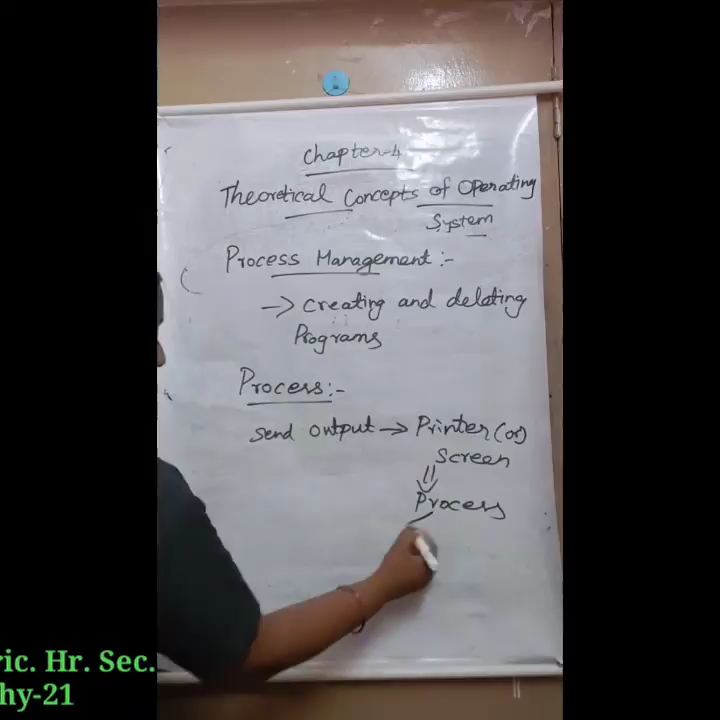 Chapter-4
Theoretical Concepts of Operating
System
Process Management :-
→ creating and deleting
Programs
Process:-
Send output → Printer (or)
Screen
⇓
Process
ric. Hr. Sec.
hy-21